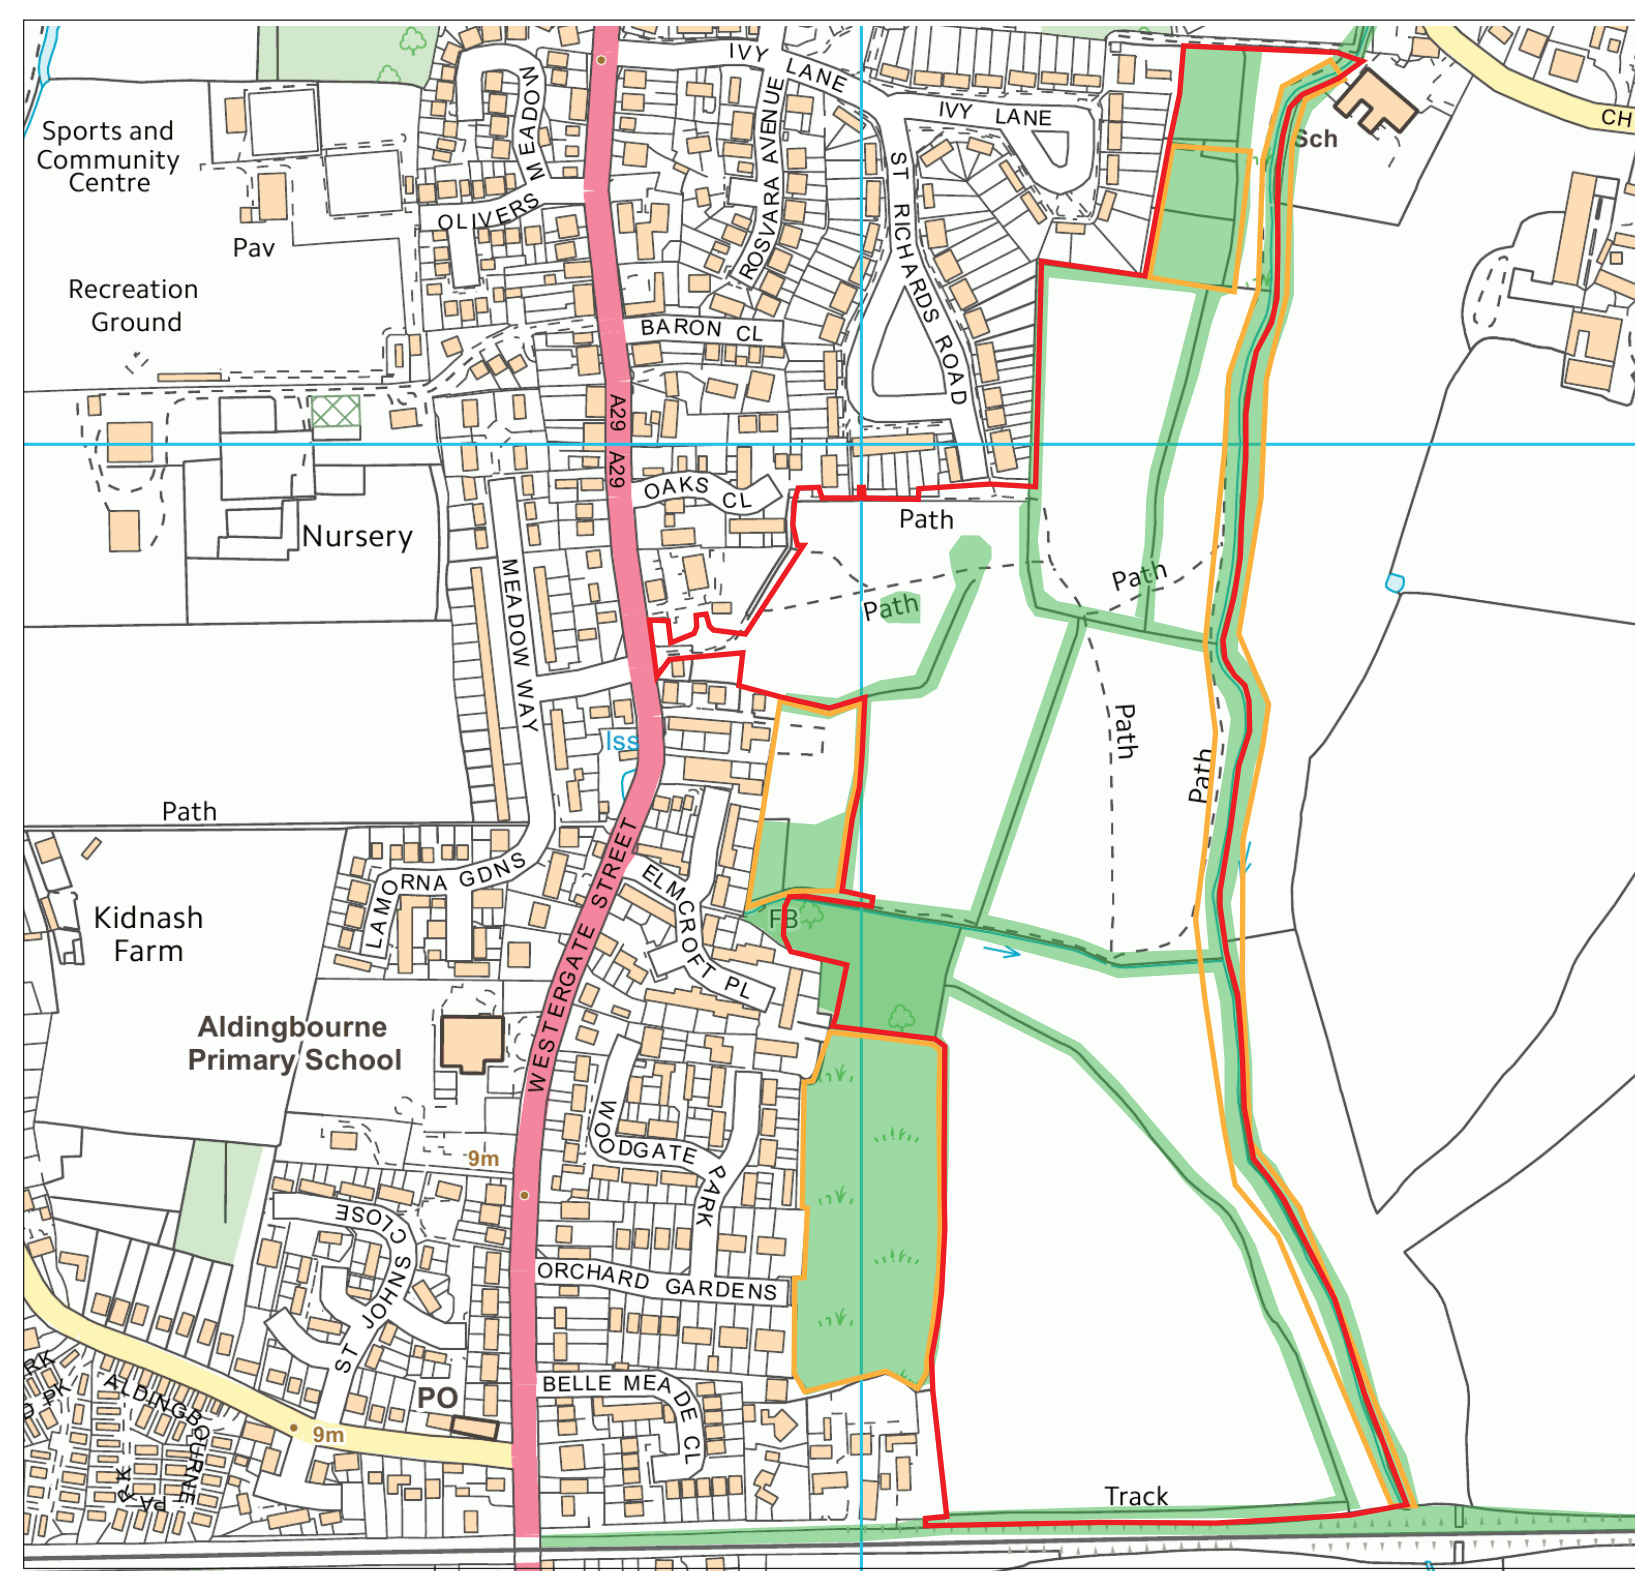 IVY LANE
IVY LANE
CH
Sch
Sports and
Community
Centre
OLIVERS MEADOW
ROSVARA AVENUE
ST RICHARDS ROAD
Pav
Recreation
Ground
BARON CL
A29
A29
OAKS CL
Path
Nursery
MEADOW WAY
Path
Path
Path
Path
Iss
Path
WESTERGATE STREET
ELMCROFT PL
LAMORNA GDNS
FB
Kidnash
Farm
Aldingbourne
Primary School
WOODGATE PARK
9m
ST JOHNS CLOSE
ORCHARD GARDENS
BELLE MEADE CL
PO
9m
RK
PK
ALDINGBOURNE
PARK
Track